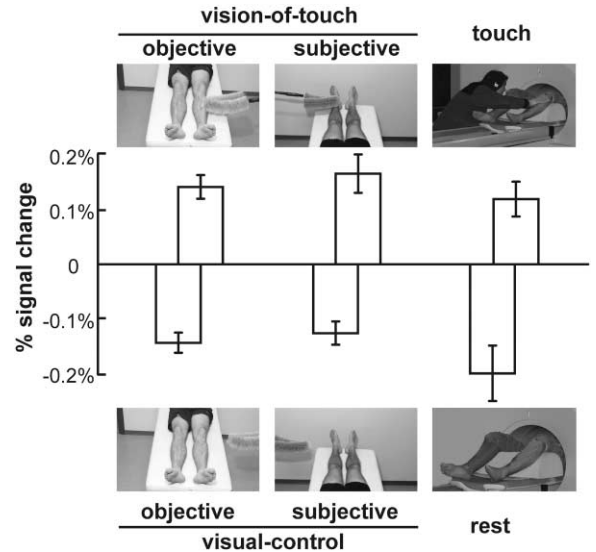 vision-of-touch
objective subjective touch
0.2%
0.1%
0
-0.1%
-0.2%
% signal change
objective subjective rest
visual-control